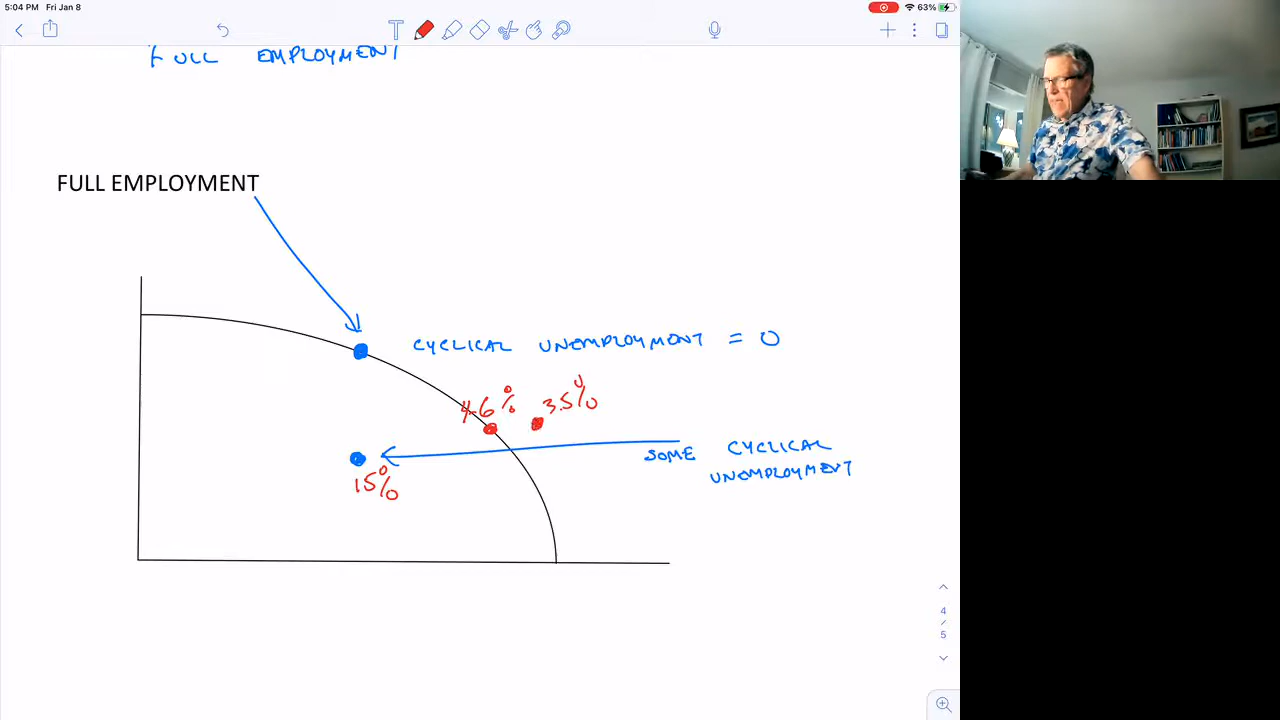 5:04 PM Fri Jan 8
63%
FULL EMPLOYMENT
FULL EMPLOYMENT
CYCLICAL UNEMPLOYMENT = 0
4.6%
3.5%
SOME CYCLICAL
UNEMPLOYMENT
15%
4
/
5